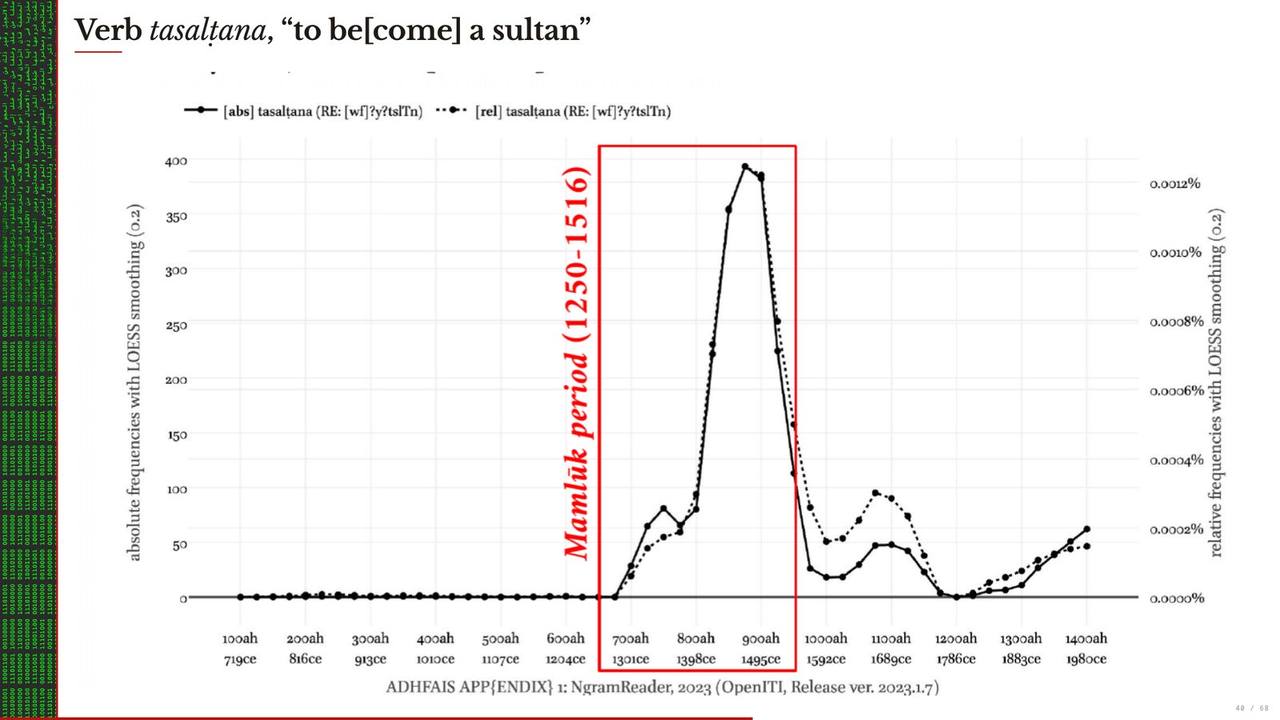 Verb tasalṭana, “to be[come] a sultan”
[abs] tasalṭana (RE: [wf]?y?tslTn) [rel] tasalṭana (RE: [wf]?y?tslTn)
absolute frequencies with LOESS smoothing (0.2)
400
350
300
250
200
150
100
50
0
Mamlūk period (1250-1516)
0.0012%
0.0010%
0.0008%
0.0006%
0.0004%
0.0002%
0.0000%
relative frequencies with LOESS smoothing (0.2)
100ah 200ah 300ah 400ah 500ah 600ah 700ah 800ah 900ah 1000ah 1100ah 1200ah 1300ah 1400ah
719ce 816ce 913ce 1010ce 1107ce 1204ce 1301ce 1398ce 1495ce 1592ce 1689ce 1786ce 1883ce 1980ce
ADHFAIS APP{ENDIX} 1: NgramReader, 2023 (OpenITI, Release ver. 2023.1.7)
40 / 68